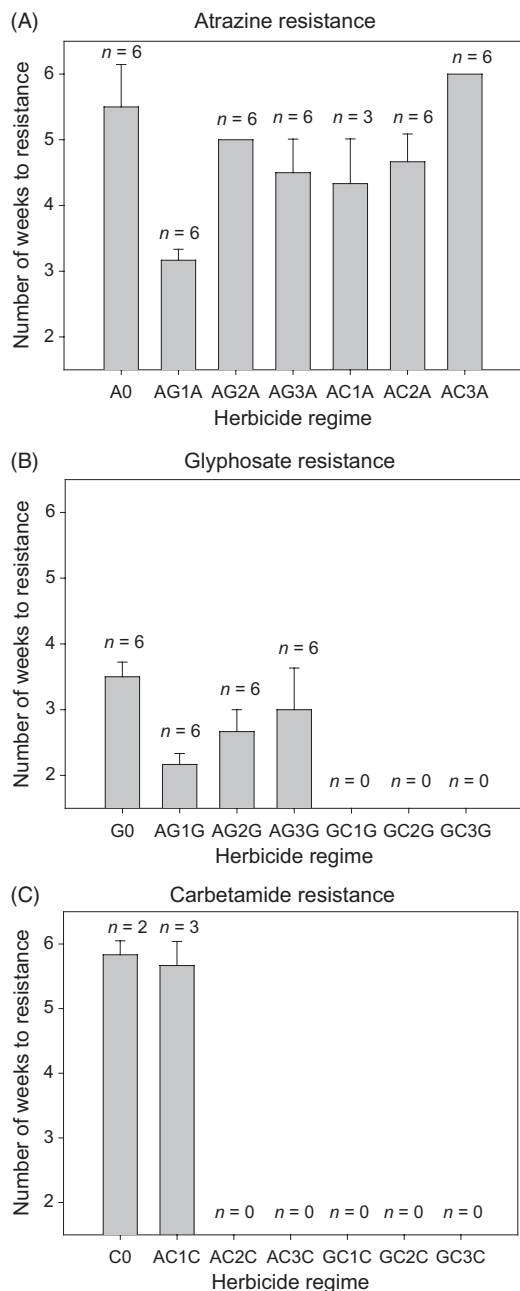 (A) Atrazine resistance
Number of weeks to resistance
6
5
4
3
2
n = 6
n = 6
n = 6
n = 6
n = 3
n = 6
n = 6
A0 AG1A AG2A AG3A AC1A AC2A AC3A
Herbicide regime
(B) Glyphosate resistance
Number of weeks to resistance
6
5
4
3
2
n = 6
n = 6
n = 6
n = 6
n = 0
n = 0
n = 0
G0 AG1G AG2G AG3G GC1G GC2G GC3G
Herbicide regime
(C) Carbetamide resistance
Number of weeks to resistance
6
5
4
3
2
n = 2
n = 3
n = 0
n = 0
n = 0
n = 0
n = 0
C0 AC1C AC2C AC3C GC1C GC2C GC3C
Herbicide regime